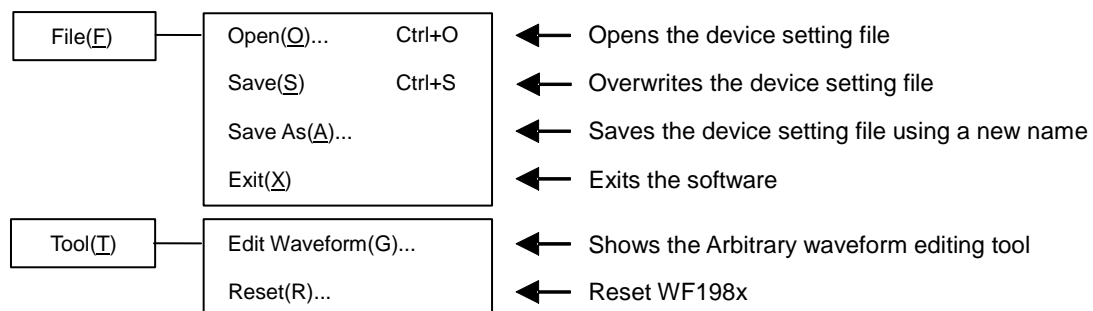 File(F) Open(O)... Ctrl+O Opens the device setting file
Save(S) Ctrl+S Overwrites the device setting file
Save As(A)... Saves the device setting file using a new name
Exit(X) Exits the software
Tool(T) Edit Waveform(G)... Shows the Arbitrary waveform editing tool
Reset(R)... Reset WF198x